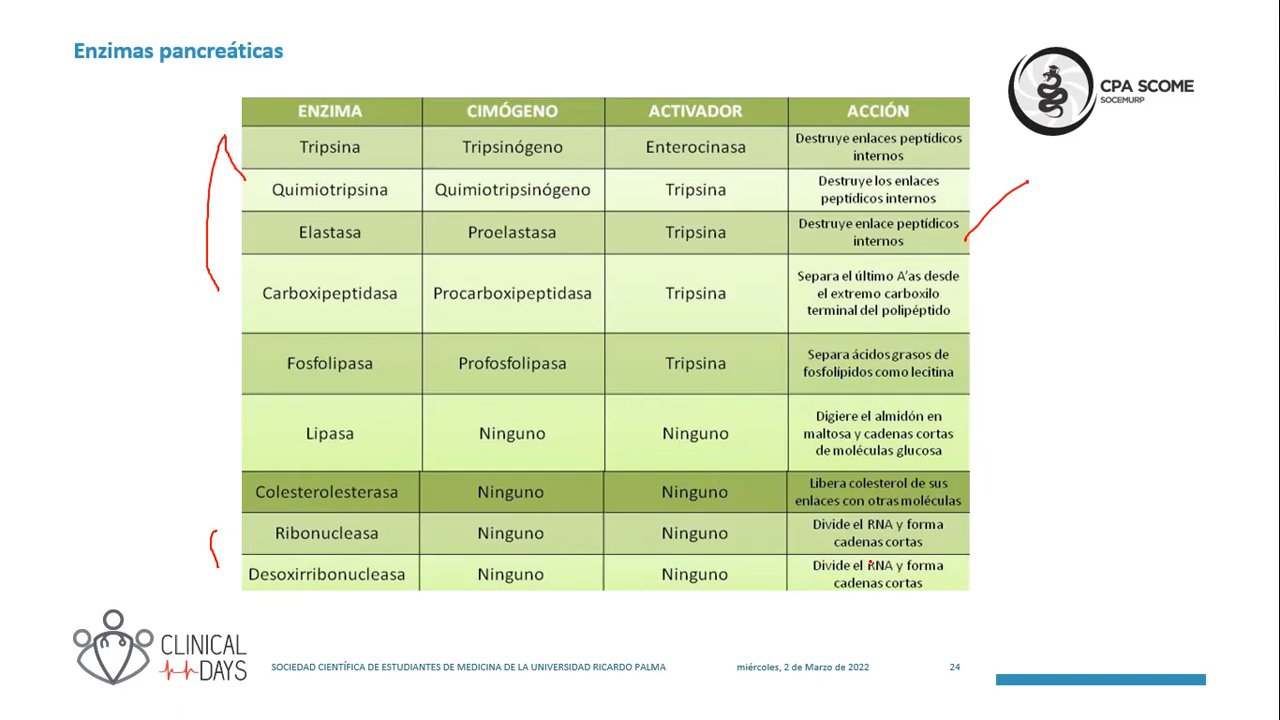 Enzimas pancreáticas
CPA SCOME
SOCEMURP
ENZIMA CIMÓGENO ACTIVADOR ACCIÓN
Tripsina Tripsinógeno Enterocinasa Destruye enlaces peptídicos
internos
Quimiotripsina Quimiotripsinógeno Tripsina Destruye los enlaces
peptídicos internos
Elastasa Proelastasa Tripsina Destruye enlace peptídicos
internos
Carboxipeptidasa Procarboxipeptidasa Tripsina Separa el último A'as desde
el extremo carboxilo
terminal del polipéptido
Fosfolipasa Profosfolipasa Tripsina Separa ácidos grasos de
fosfolípidos como lecitina
Lipasa Ninguno Ninguno Digiere el almidón en
maltosa y cadenas cortas
de moléculas glucosa
Colesterolesterasa Ninguno Ninguno Libera colesterol de sus
enlaces con otras moléculas
Ribonucleasa Ninguno Ninguno Divide el RNA y forma
cadenas cortas
Desoxirribonucleasa Ninguno Ninguno Divide el RNA y forma
cadenas cortas
CLINICAL
DAYS
SOCIEDAD CIENTÍFICA DE ESTUDIANTES DE MEDICINA DE LA UNIVERSIDAD RICARDO PALMA miércoles, 2 de Marzo de 2022 24